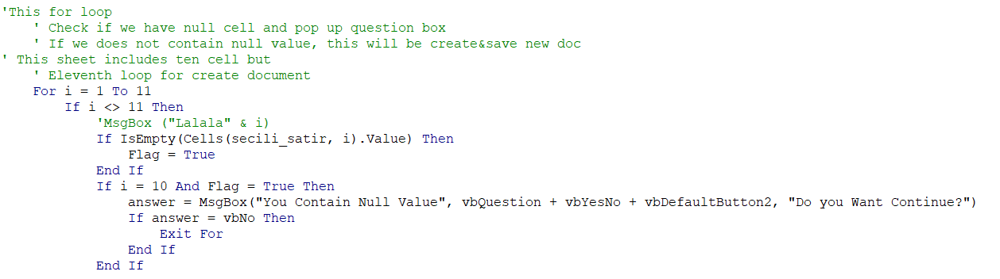 'This for loop
' Check if we have null cell and pop up question box
' If we does not contain null value, this will be create&save new doc
' This sheet includes ten cell but
' Eleventh loop for create document
For i = 1 To 11
If i <> 11 Then
'MsgBox ("Lalala" & i)
If IsEmpty(Cells(secili_satir, i).Value) Then
Flag = True
End If
If i = 10 And Flag = True Then
answer = MsgBox("You Contain Null Value", vbQuestion + vbYesNo + vbDefaultButton2, "Do you Want Continue?")
If answer = vbNo Then
Exit For
End If
End If